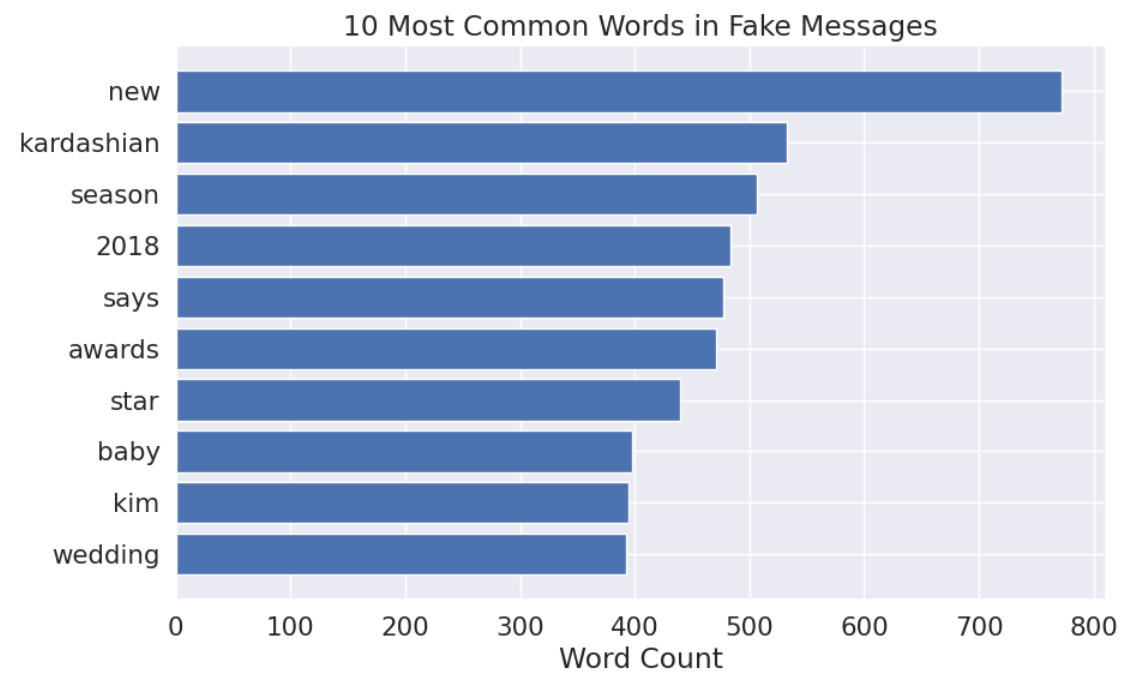 10 Most Common Words in Fake Messages
new
kardashian
season
2018
says
awards
star
baby
kim
wedding
0 100 200 300 400 500 600 700 800
Word Count